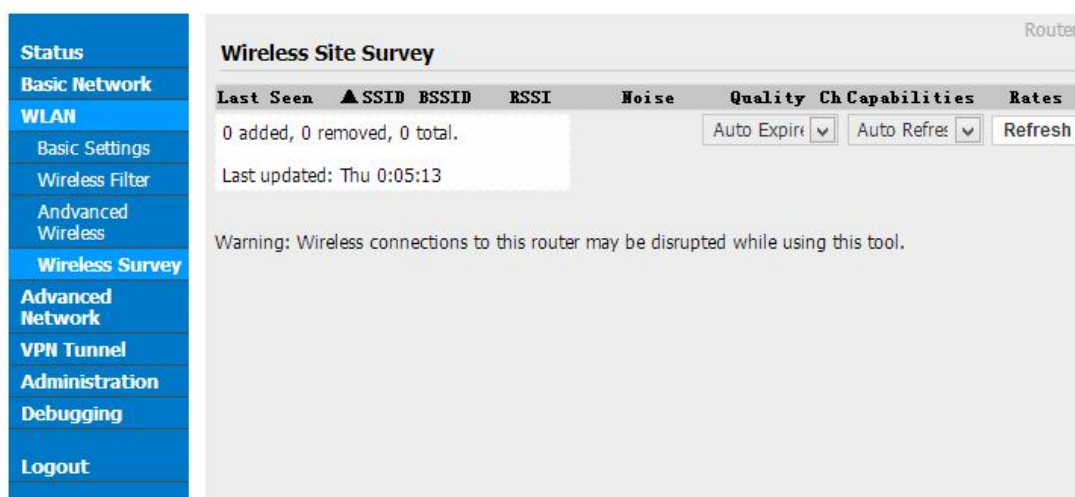 Router
Status
Basic Network
WLAN
Basic Settings
Wireless Filter
Andvanced
Wireless
Wireless Survey
Advanced
Network
VPN Tunnel
Administration
Debugging
Logout
Wireless Site Survey
Last Seen ▲SSID BSSID RSSI Noise Quality Ch Capabilities Rates
0 added, 0 removed, 0 total. Auto Expire Auto Refres Refresh
Last updated: Thu 0:05:13
Warning: Wireless connections to this router may be disrupted while using this tool.